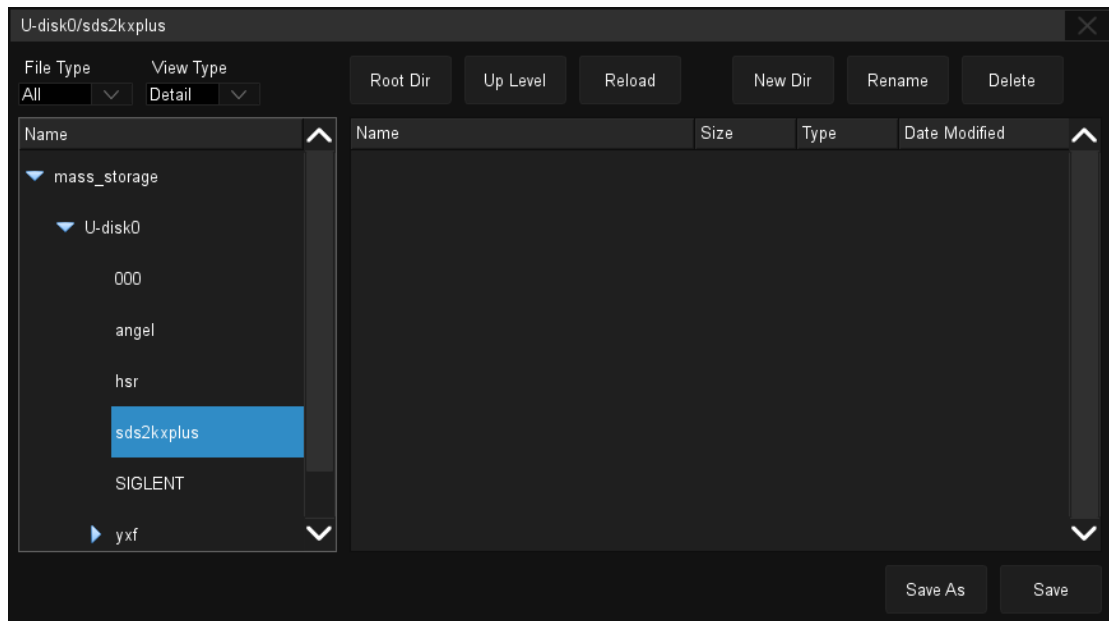 U-disk0/sds2kxplus
File Type View Type
All Detail
Root Dir Up Level Reload New Dir Rename Delete
Name
mass_storage
U-disk0
000
angel
hsr
sds2kxplus
SIGLENT
yxf
Name Size Type Date Modified
Save As Save